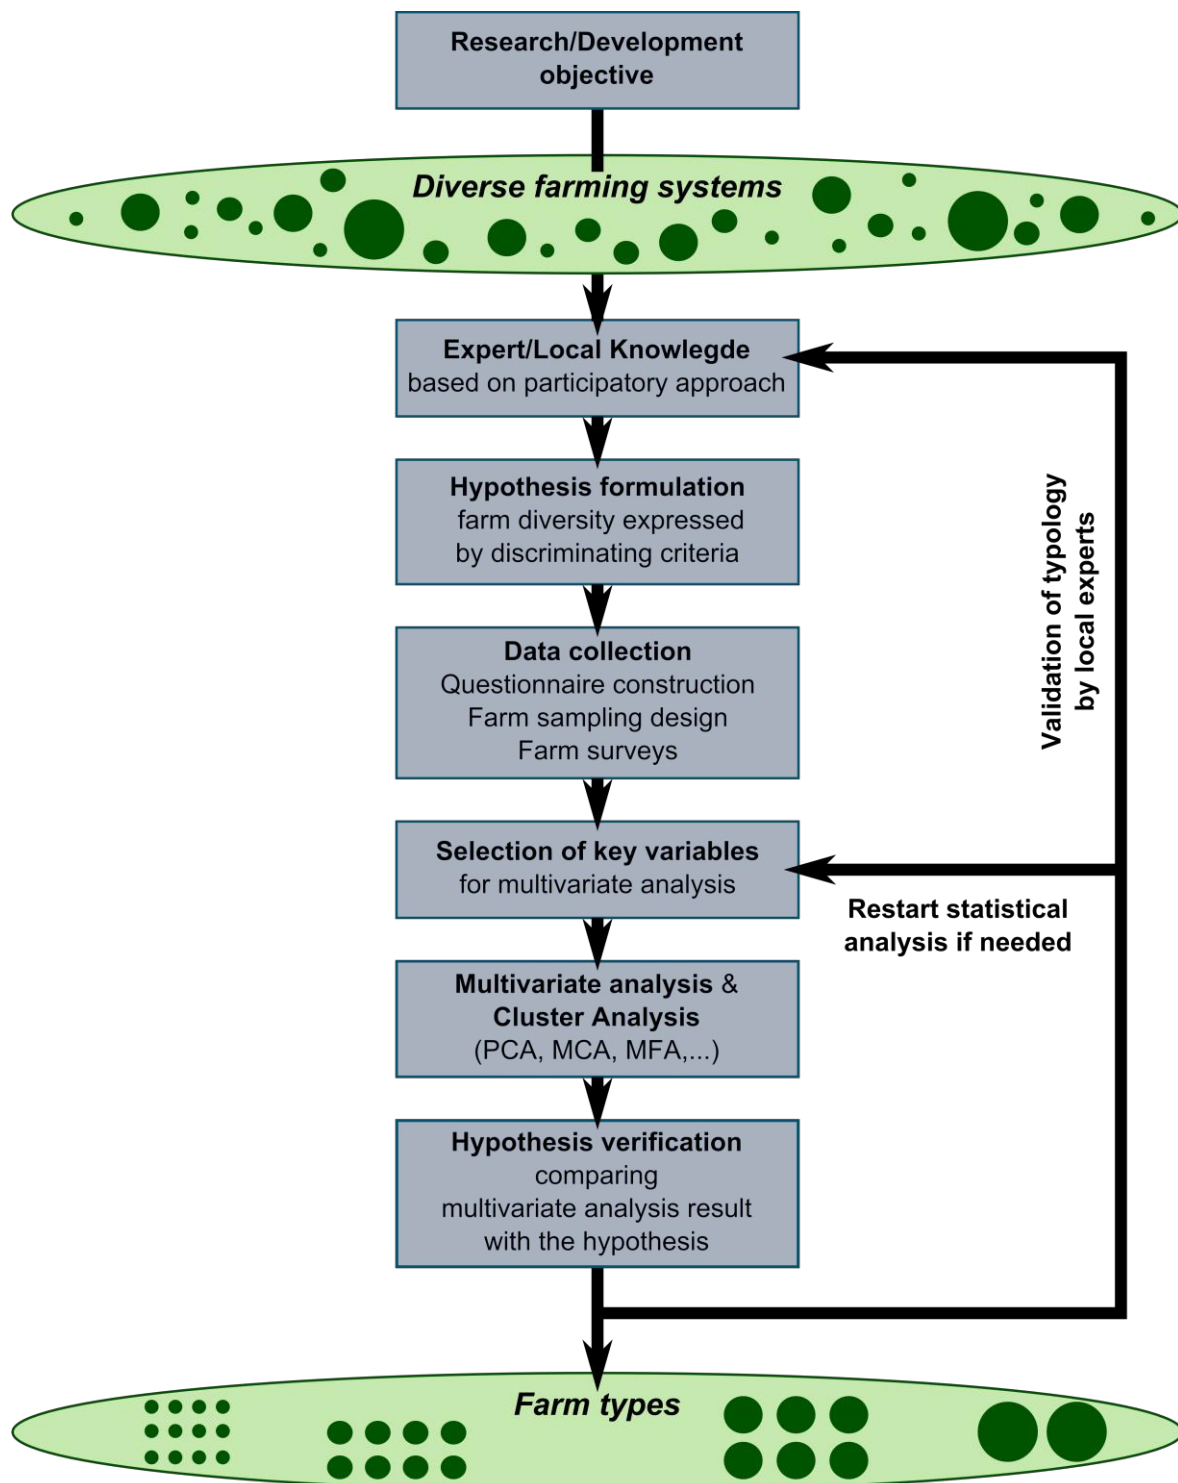 Research/Development
objective
Diverse farming systems
Expert/Local Knowlegde
based on participatory approach
Hypothesis formulation
farm diversity expressed
by discriminating criteria
Data collection
Questionnaire construction
Farm sampling design
Farm surveys
Validation of typology
by local experts
Selection of key variables
for multivariate analysis
Restart statistical
analysis if needed
Multivariate analysis &
Cluster Analysis
(PCA, MCA, MFA,...)
Hypothesis verification
comparing
multivariate analysis result
with the hypothesis
Farm types